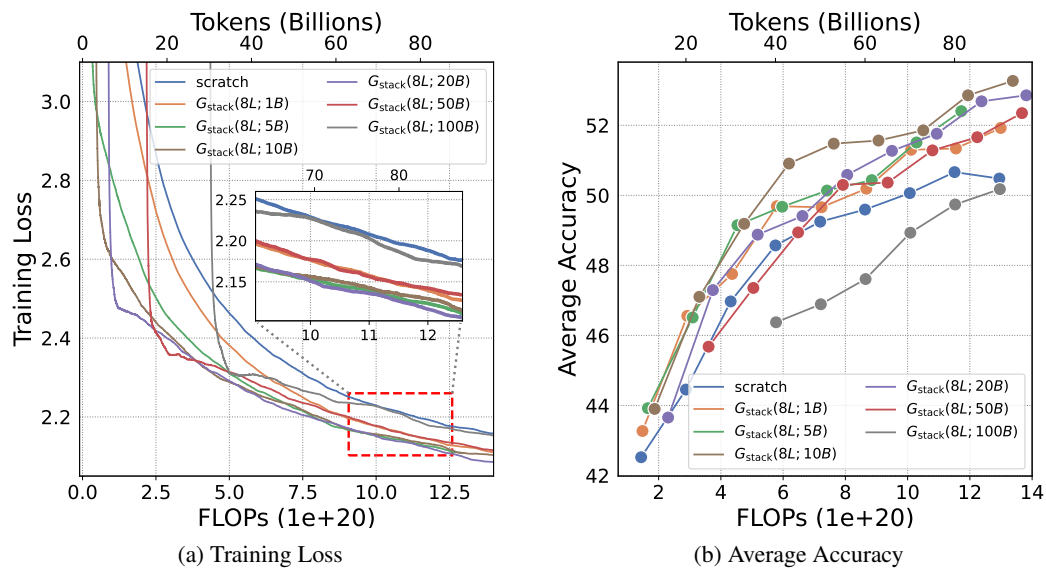 Tokens (Billions)
0 20 40 60 80
Training Loss
3.0
2.8
2.6
2.4
2.2
scratch
G_stack(8L; 1B)
G_stack(8L; 5B)
G_stack(8L; 10B)
G_stack(8L; 20B)
G_stack(8L; 50B)
G_stack(8L; 100B)
70 80
2.25
2.20
2.15
10 11 12
0.0 2.5 5.0 7.5 10.0 12.5
FLOPs (1e+20)
(a) Training Loss
Tokens (Billions)
20 40 60 80
Average Accuracy
52
50
48
46
44
42
scratch
G_stack(8L; 1B)
G_stack(8L; 5B)
G_stack(8L; 10B)
G_stack(8L; 20B)
G_stack(8L; 50B)
G_stack(8L; 100B)
2 4 6 8 10 12 14
FLOPs (1e+20)
(b) Average Accuracy